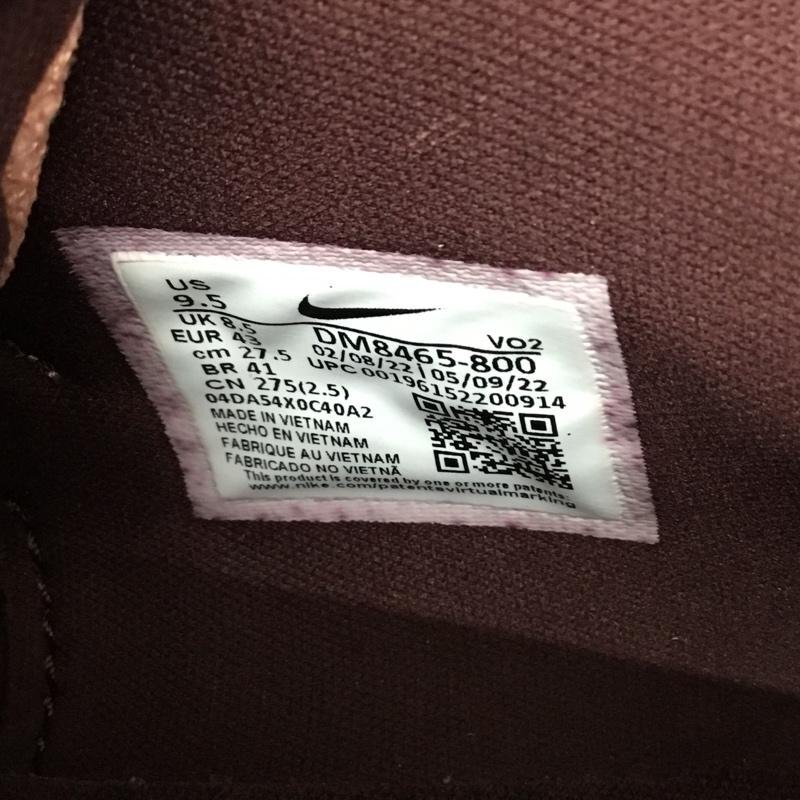 US
9.5
UK 8.5
EUR 43
cm 27.5
BR 41
CN 275(2.5)
04DA54X0C40A2
VO2
DM8465-800
02/08/22 | 05/09/22
UPC 00196152200914
MADE IN VIETNAM
HECHO EN VIETNAM
FABRIQUE AU VIETNAM
FABRICADO NO VIETNÃ
This product is covered by one or more patents:
www.nike.com/patentsvirtualmarking